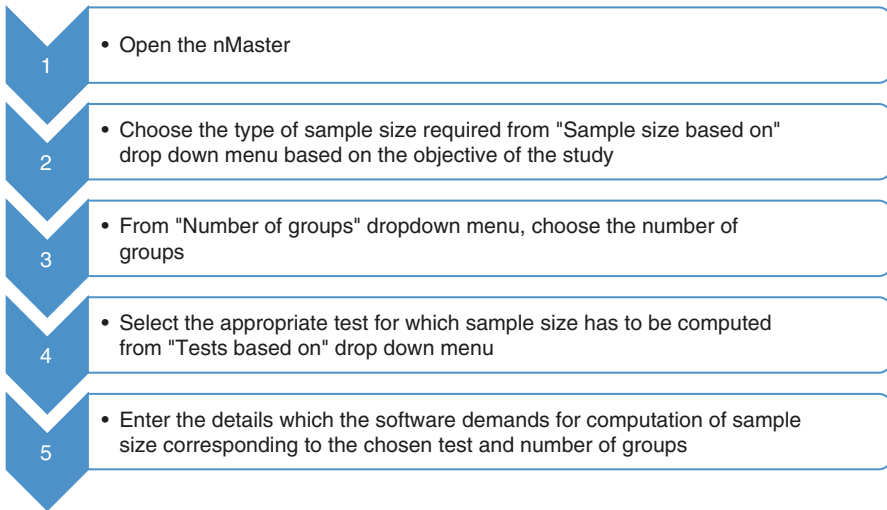 1
• Open the nMaster
2
• Choose the type of sample size required from "Sample size based on"
drop down menu based on the objective of the study
3
• From "Number of groups" dropdown menu, choose the number of
groups
4
• Select the appropriate test for which sample size has to be computed
from "Tests based on" drop down menu
5
• Enter the details which the software demands for computation of sample
size corresponding to the chosen test and number of groups